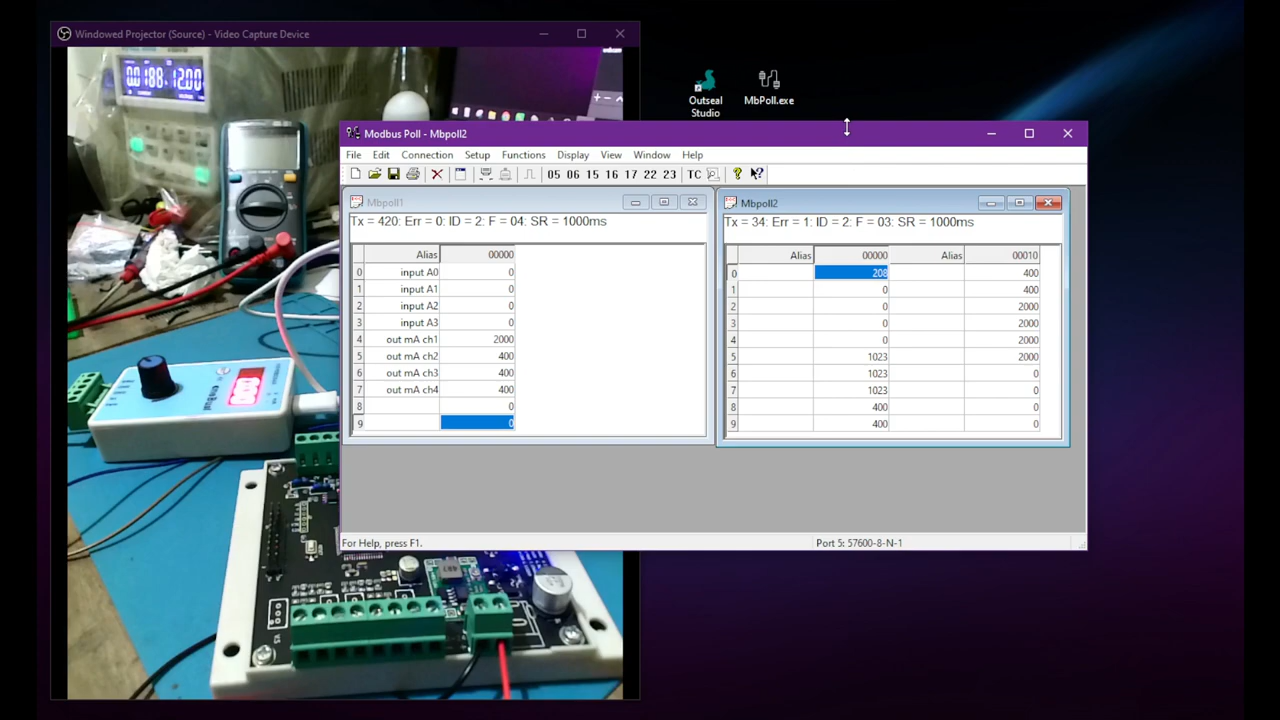 Windowed Projector (Source) - Video Capture Device
12.00
Outseal
Studio
MbPoll.exe
Modbus Poll - Mbpoll2
File Edit Connection Setup Functions Display View Window Help
05 06 15 16 17 22 23 TC
Mbpoll1
Tx = 420: Err = 0: ID = 2: F = 04: SR = 1000ms
Alias 00000
0 input A0 0
1 input A1 0
2 input A2 0
3 input A3 0
4 out mA ch1 2000
5 out mA ch2 400
6 out mA ch3 400
7 out mA ch4 400
8 0
9 0
Mbpoll2
Tx = 34: Err = 1: ID = 2: F = 03: SR = 1000ms
Alias 00000 Alias 00010
0 208 400
1 0 400
2 0 2000
3 0 2000
4 0 2000
5 1023 2000
6 1023 0
7 1023 0
8 400 0
9 400 0
For Help, press F1.
Port 5: 57600-8-N-1